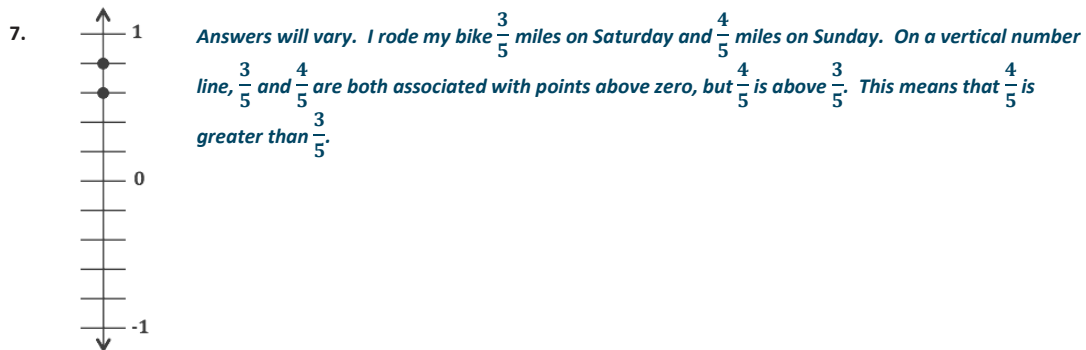 7.
1
Answers will vary. I rode my bike 3/5 miles on Saturday and 4/5 miles on Sunday. On a vertical number
line, 3/5 and 4/5 are both associated with points above zero, but 4/5 is above 3/5. This means that 4/5 is
greater than 3/5.
0
-1